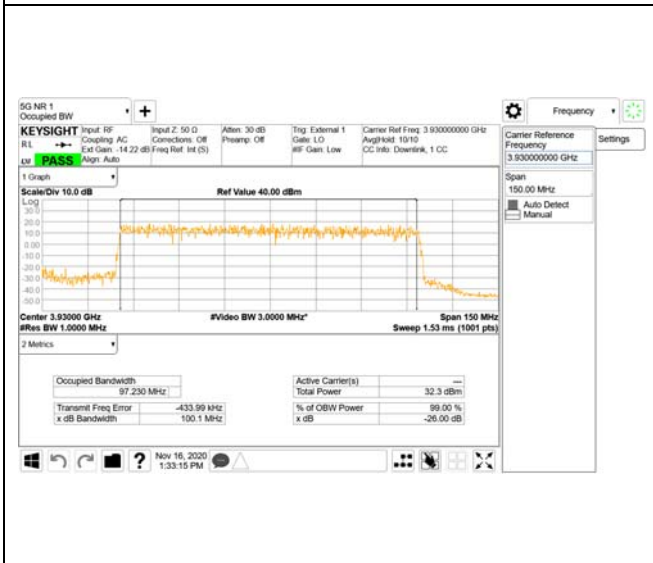 5G NR 1
Occupied BW
Frequency
KEYSIGHT Input: RF Input Z: 50 Ω Atten: 30 dB Trig: External 1 Carrier Ref Freq: 3.930000000 GHz
RL Coupling: AC Corrections: Off Preamp: Off Gate: LO Avg|Hold: 10/10
Ext Gain: -14.22 dB Freq Ref: Int (S) #IF Gain: Low CC Info: Downlink, 1 CC
PASS Align: Auto
Carrier Reference
Frequency
3.930000000 GHz
Settings
Span
150.00 MHz
Auto Detect
Manual
1 Graph
Scale/Div 10.0 dB Ref Value 40.00 dBm
Log
30.0
20.0
10.0
0.00
-10.0
-20.0
-30.0
-40.0
-50.0
Center 3.93000 GHz #Video BW 3.0000 MHz* Span 150 MHz
#Res BW 1.0000 MHz Sweep 1.53 ms (1001 pts)
2 Metrics
Occupied Bandwidth
97.230 MHz
Transmit Freq Error -433.99 kHz
x dB Bandwidth 100.1 MHz
Active Carrier(s) ---
Total Power 32.3 dBm
% of OBW Power 99.00 %
x dB -26.00 dB
? Nov 16, 2020
1:33:15 PM